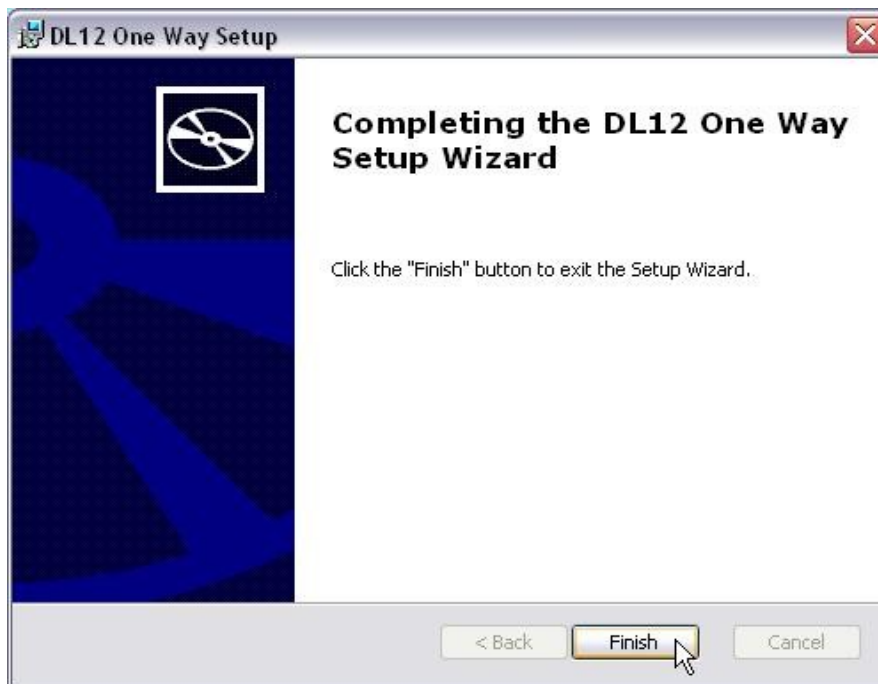 DL12 One Way Setup
Completing the DL12 One Way
Setup Wizard
Click the "Finish" button to exit the Setup Wizard.
< Back
Finish
Cancel